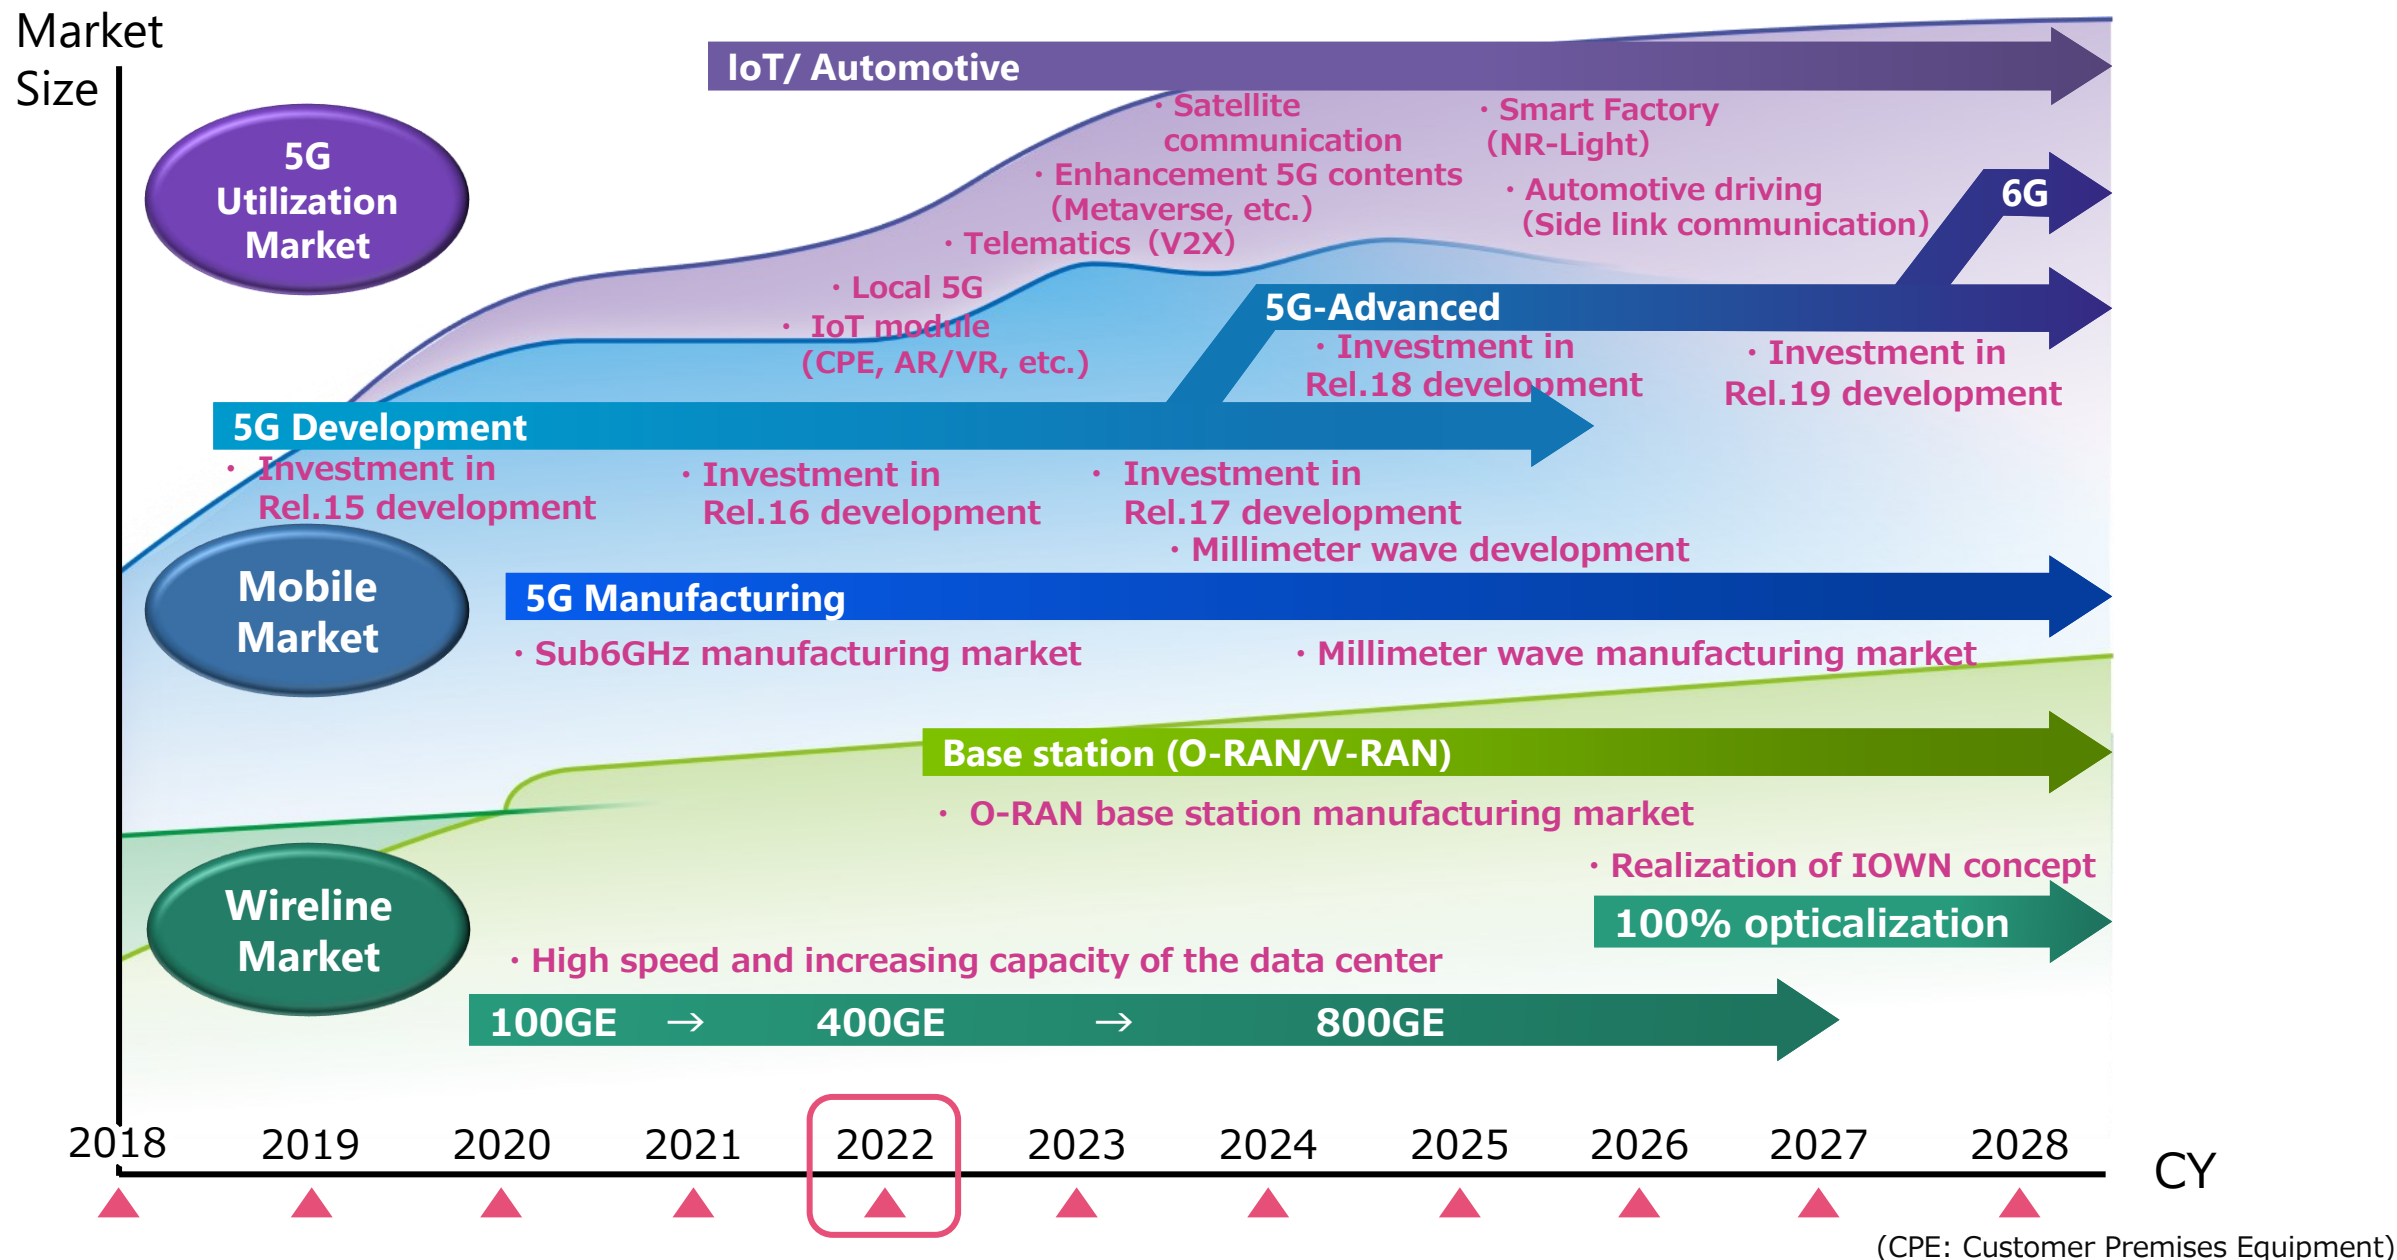 Market
Size
IoT/ Automotive
5G
Utilization
Market
・Satellite
communication
・Smart Factory
（NR-Light）
・Enhancement 5G contents
（Metaverse, etc.）
・Automotive driving
（Side link communication）
6G
・Telematics（V2X）
・Local 5G
・ IoT module
（CPE, AR/VR, etc.）
5G-Advanced
・Investment in
Rel.18 development
・Investment in
Rel.19 development
5G Development
・ Investment in
Rel.15 development
・Investment in
Rel.16 development
・ Investment in
Rel.17 development
・Millimeter wave development
Mobile
Market
5G Manufacturing
・Sub6GHz manufacturing market
・Millimeter wave manufacturing market
Base station (O-RAN/V-RAN)
・ O-RAN base station manufacturing market
・Realization of IOWN concept
100% opticalization
Wireline
Market
・High speed and increasing capacity of the data center
100GE → 400GE → 800GE
2018 2019 2020 2021 2022 2023 2024 2025 2026 2027 2028
CY
(CPE: Customer Premises Equipment)